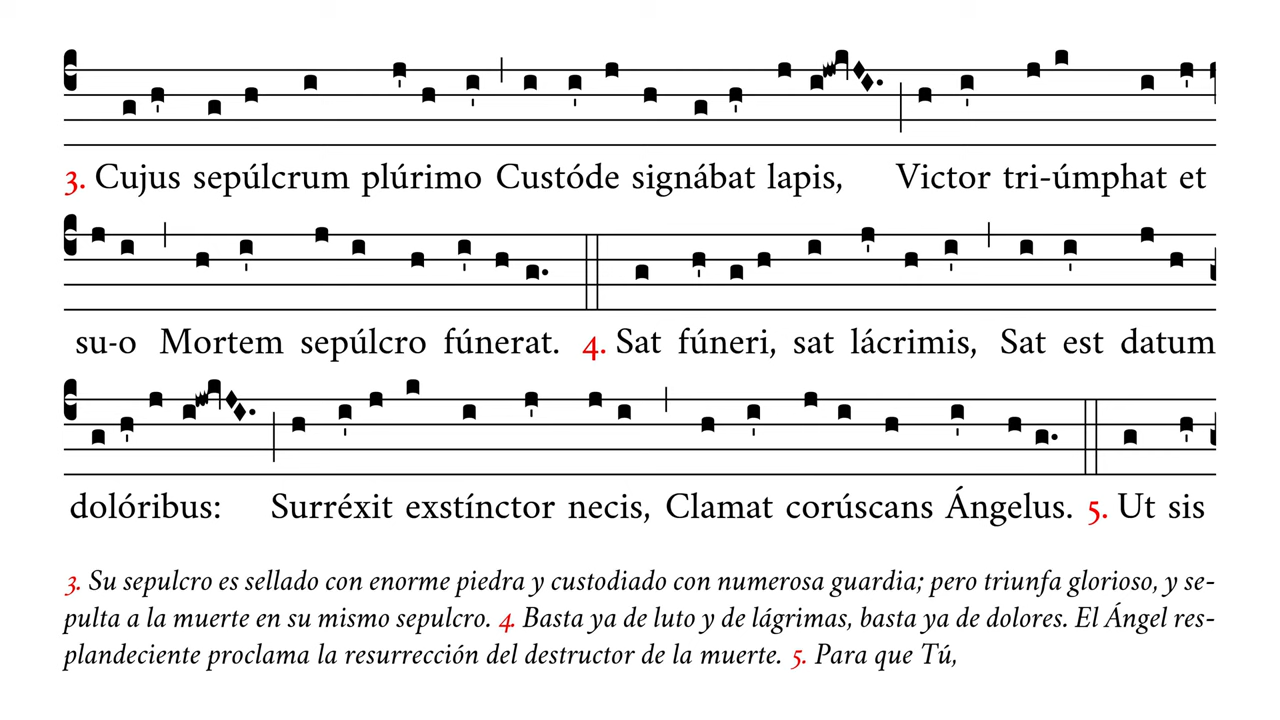 3. Cujus sepúlcrum plúrimo Custóde signábat lapis, Victor tri-úmphat et
su-o Mortem sepúlcro fúnerat. 4. Sat fúneri, sat lácrimis, Sat est datum
dolóribus: Surréxit exstínctor necis, Clamat corúscans Ángelus. 5. Ut sis
3. Su sepulcro es sellado con enorme piedra y custodiado con numerosa guardia; pero triunfa glorioso, y se-
pulta a la muerte en su mismo sepulcro. 4. Basta ya de luto y de lágrimas, basta ya de dolores. El Ángel res-
plandeciente proclama la resurrección del destructor de la muerte. 5. Para que Tú,